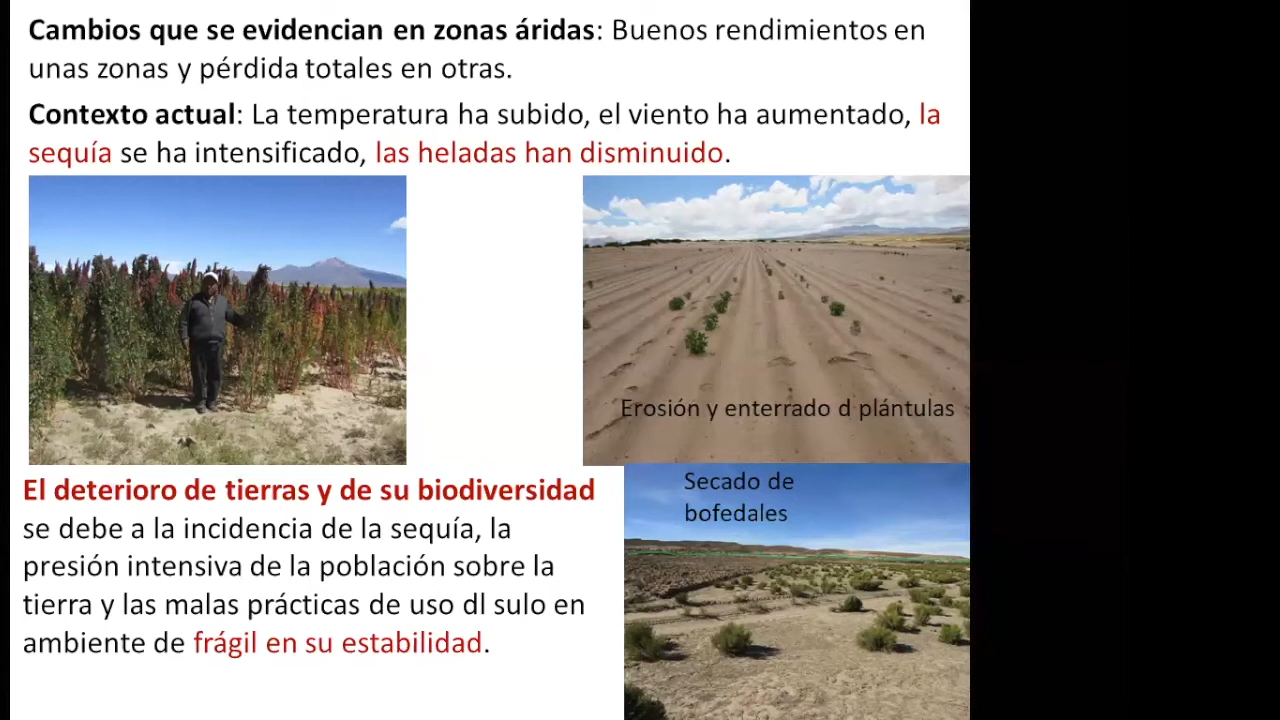 Cambios que se evidencian en zonas áridas: Buenos rendimientos en
unas zonas y pérdida totales en otras.
Contexto actual: La temperatura ha subido, el viento ha aumentado, la
sequía se ha intensificado, las heladas han disminuido.
Erosión y enterrado d plántulas
El deterioro de tierras y de su biodiversidad
se debe a la incidencia de la sequía, la
presión intensiva de la población sobre la
tierra y las malas prácticas de uso dl sulo en
ambiente de frágil en su estabilidad.
Secado de
bofedales